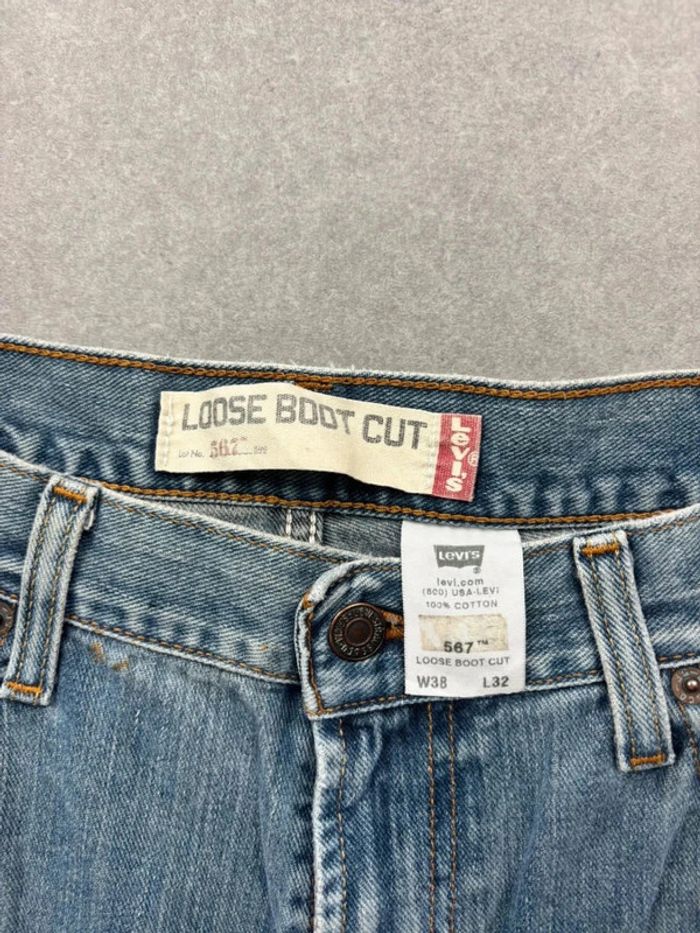 LOOSE BOOT CUT
Lot No. 567
LEVI'S
®
LEVI'S
®
levi.com
(800) USA-LEVI
100% COTTON
567™
LOOSE BOOT CUT
W38 L32